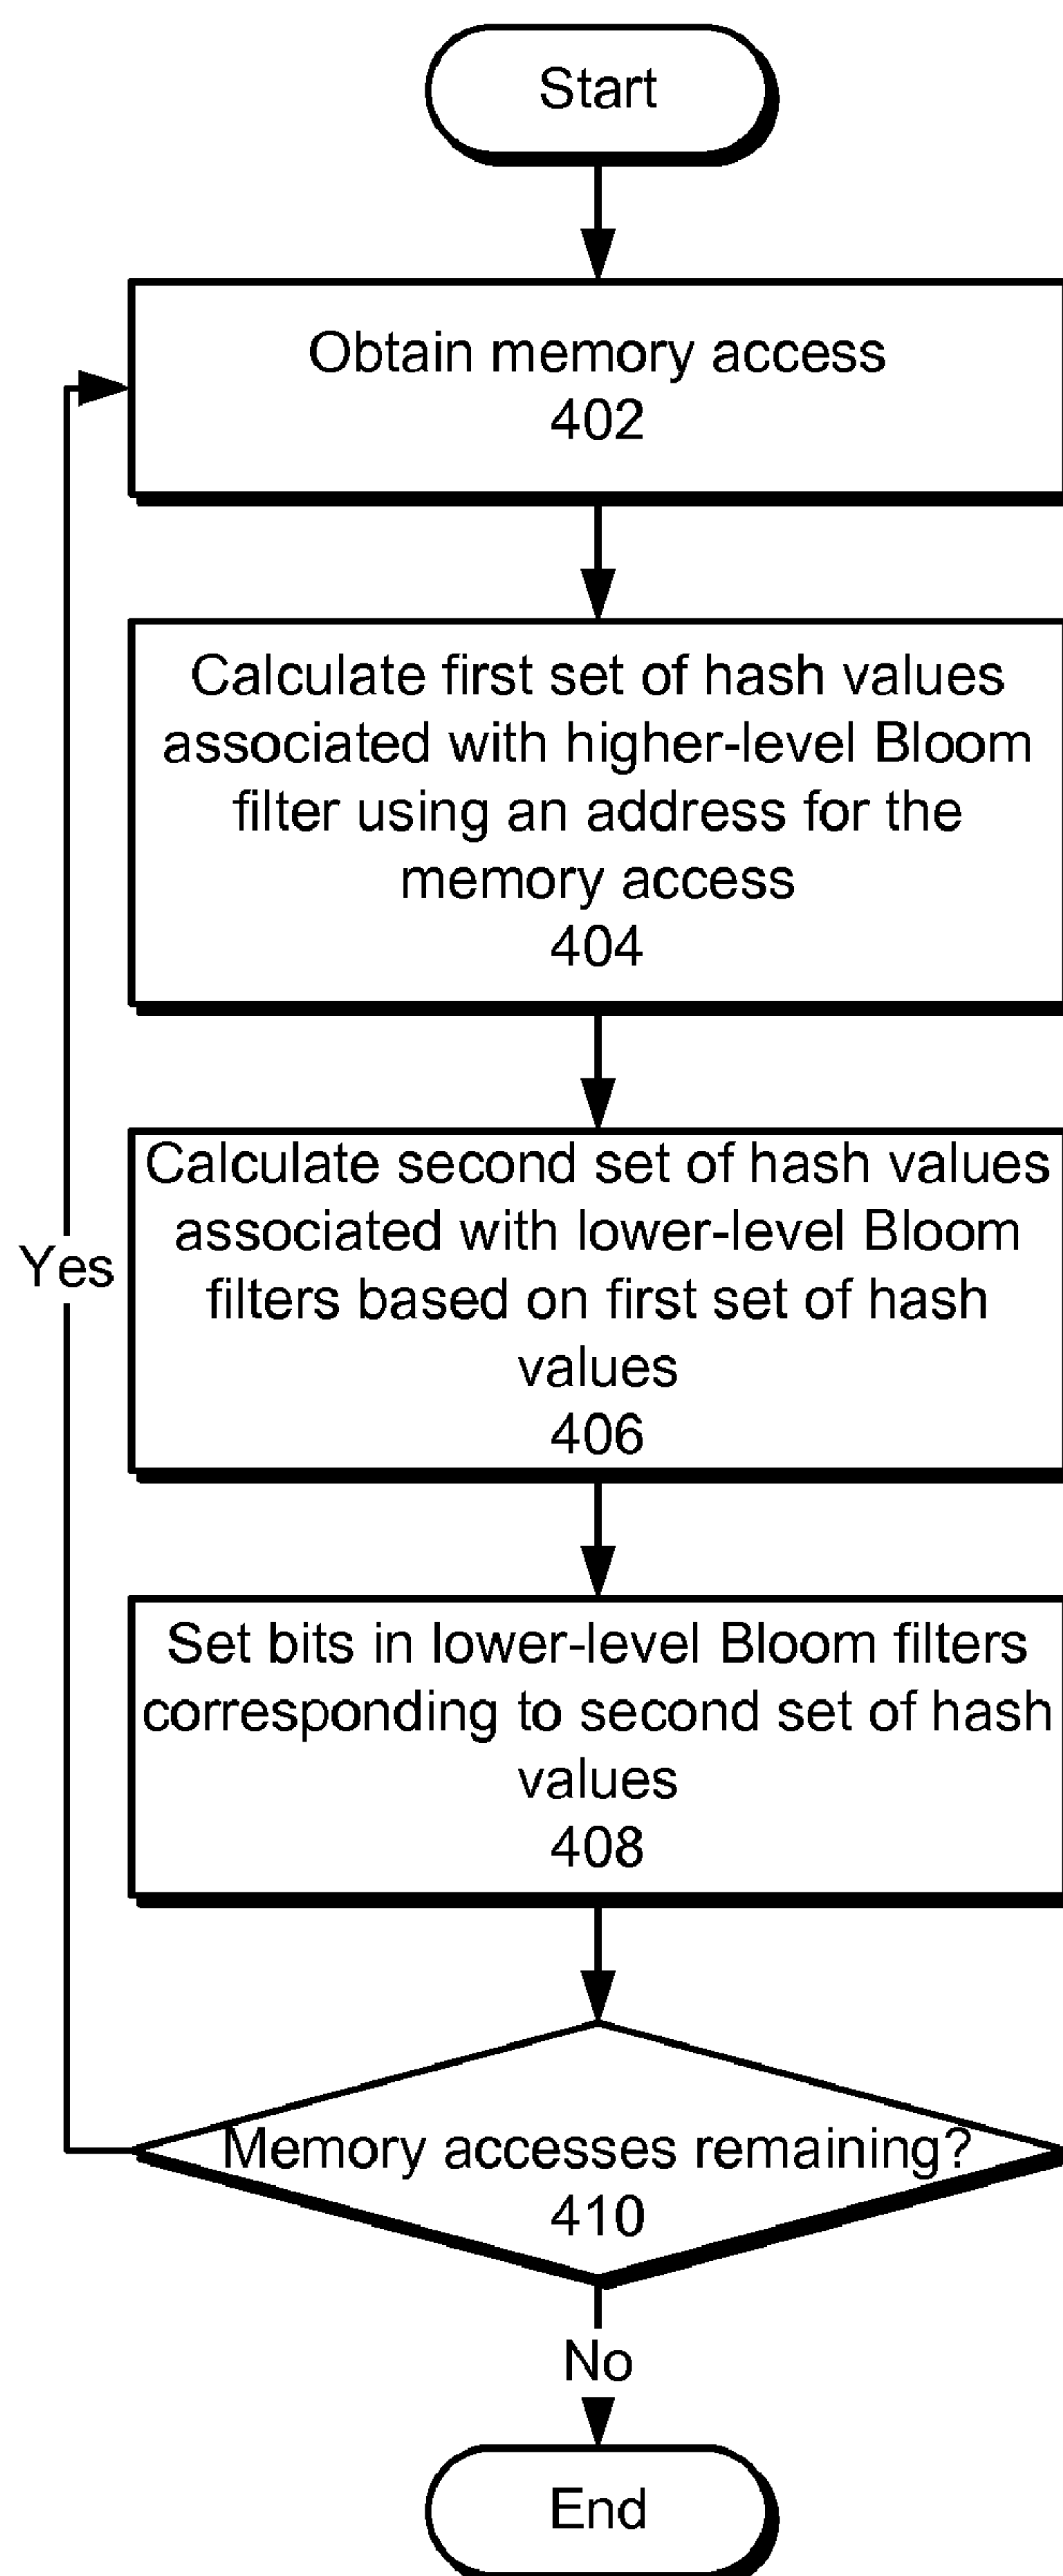 Start
Obtain memory access
402
Calculate first set of hash values
associated with higher-level Bloom
filter using an address for the
memory access
404
Calculate second set of hash values
associated with lower-level Bloom
filters based on first set of hash
values
406
Yes
Set bits in lower-level Bloom filters
corresponding to second set of hash
values
408
Memory accesses remaining?
410
No
End